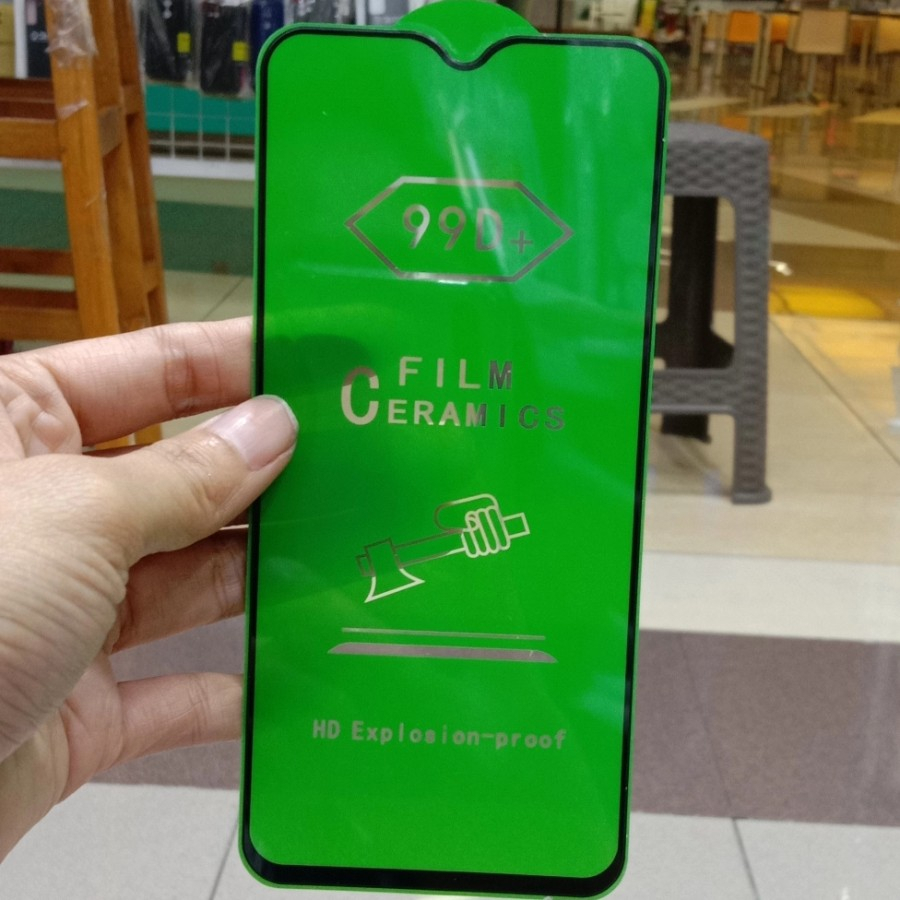 99D+
FILM
CERAMICS
HD Explosion-proof